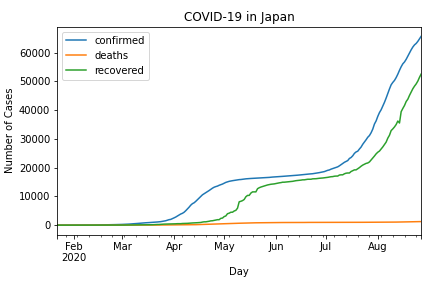 COVID-19 in Japan
confirmed
deaths
recovered
Number of Cases
60000
50000
40000
30000
20000
10000
0
Feb Mar Apr May Jun Jul Aug
2020
Day